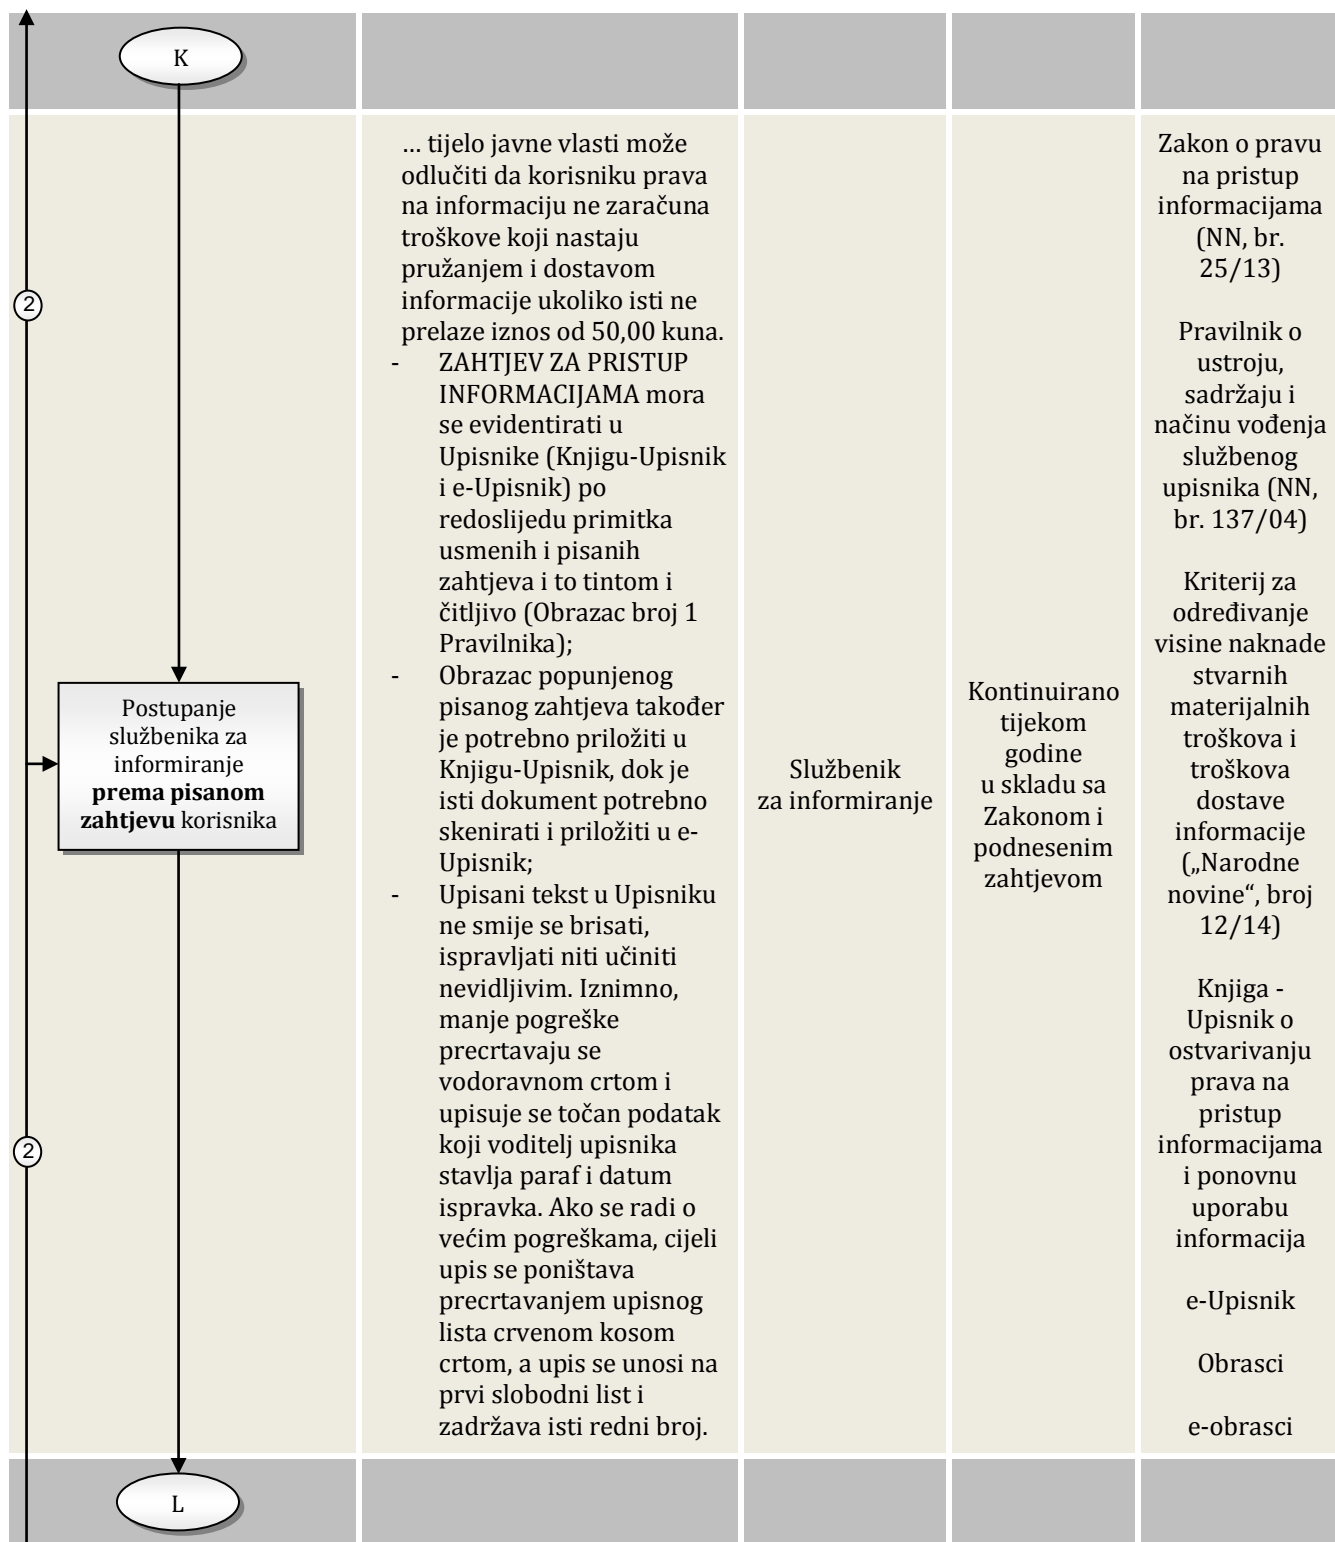 K
2
2
Postupanje
službenika za
informiranje
prema pisanom
zahtjevu korisnika
… tijelo javne vlasti može
odlučiti da korisniku prava
na informaciju ne zaračuna
troškove koji nastaju
pružanjem i dostavom
informacije ukoliko isti ne
prelaze iznos od 50,00 kuna.
- ZAHTJEV ZA PRISTUP
INFORMACIJAMA mora
se evidentirati u
Upisnike (Knjigu-Upisnik
i e-Upisnik) po
redoslijedu primitka
usmenih i pisanih
zahtjeva i to tintom i
čitljivo (Obrazac broj 1
Pravilnika);
- Obrazac popunjenog
pisanog zahtjeva također
je potrebno priložiti u
Knjigu-Upisnik, dok je
isti dokument potrebno
skenirati i priložiti u e-
Upisnik;
- Upisani tekst u Upisniku
ne smije se brisati,
ispravljati niti učiniti
nevidljivim. Iznimno,
manje pogreške
precrtavaju se
vodoravnom crtom i
upisuje se točan podatak
koji voditelj upisnika
stavlja paraf i datum
ispravka. Ako se radi o
većim pogreškama, cijeli
upis se poništava
precrtavanjem upisnog
lista crvenom kosom
crtom, a upis se unosi na
prvi slobodni list i
zadržava isti redni broj.
Službenik
za informiranje
Kontinuirano
tijekom
godine
u skladu sa
Zakonom i
podnesenim
zahtjevom
Zakon o pravu
na pristup
informacijama
(NN, br.
25/13)
Pravilnik o
ustroju,
sadržaju i
načinu vođenja
službenog
upisnika (NN,
br. 137/04)
Kriterij za
određivanje
visine naknade
stvarnih
materijalnih
troškova i
troškova
dostave
informacije
(„Narodne
novine“, broj
12/14)
Knjiga -
Upisnik o
ostvarivanju
prava na
pristup
informacijama
i ponovnu
uporabu
informacija
e-Upisnik
Obrasci
e-obrasci
L